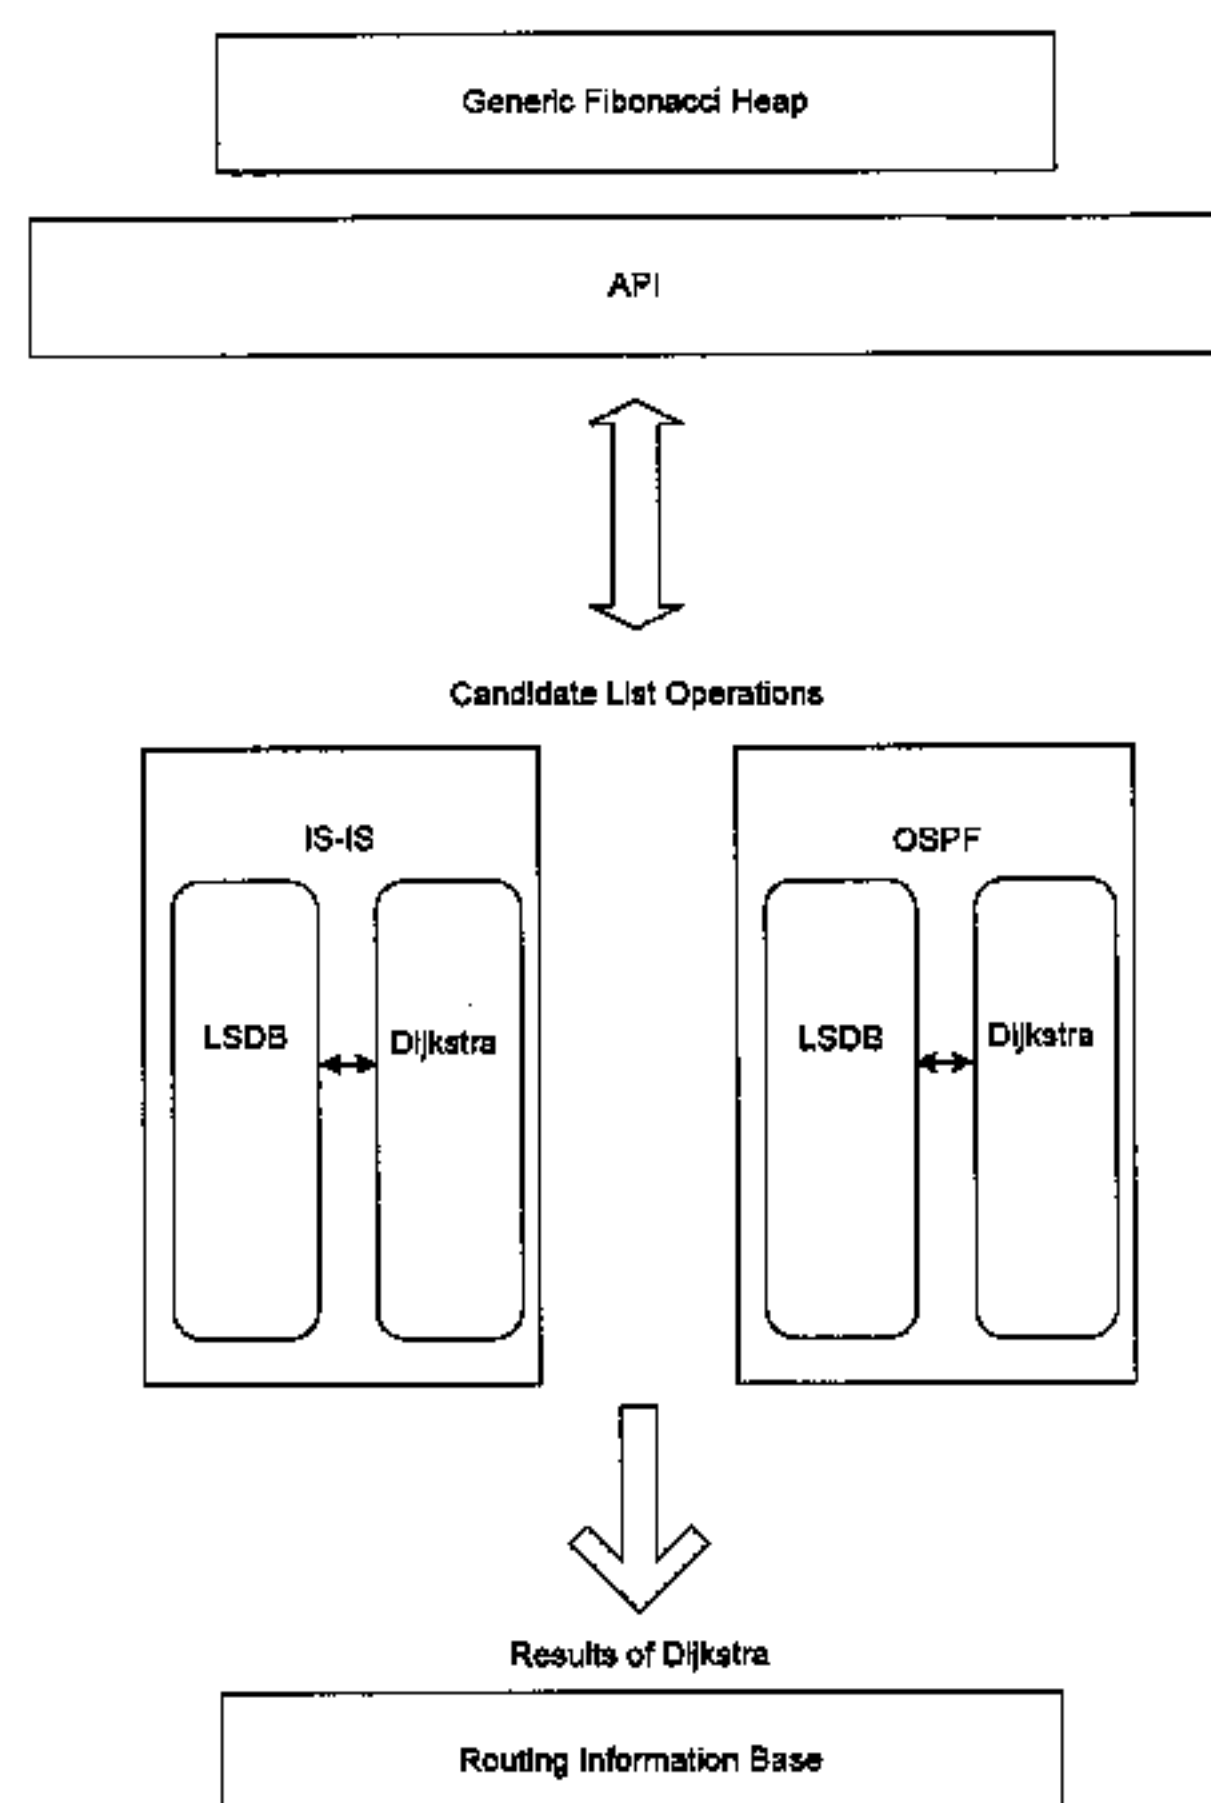 Generic Fibonacci Heap
API
Candidate List Operations
IS-IS
OSPF
LSDB
Dijkstra
LSDB
Dijkstra
Results of Dijkstra
Routing Information Base